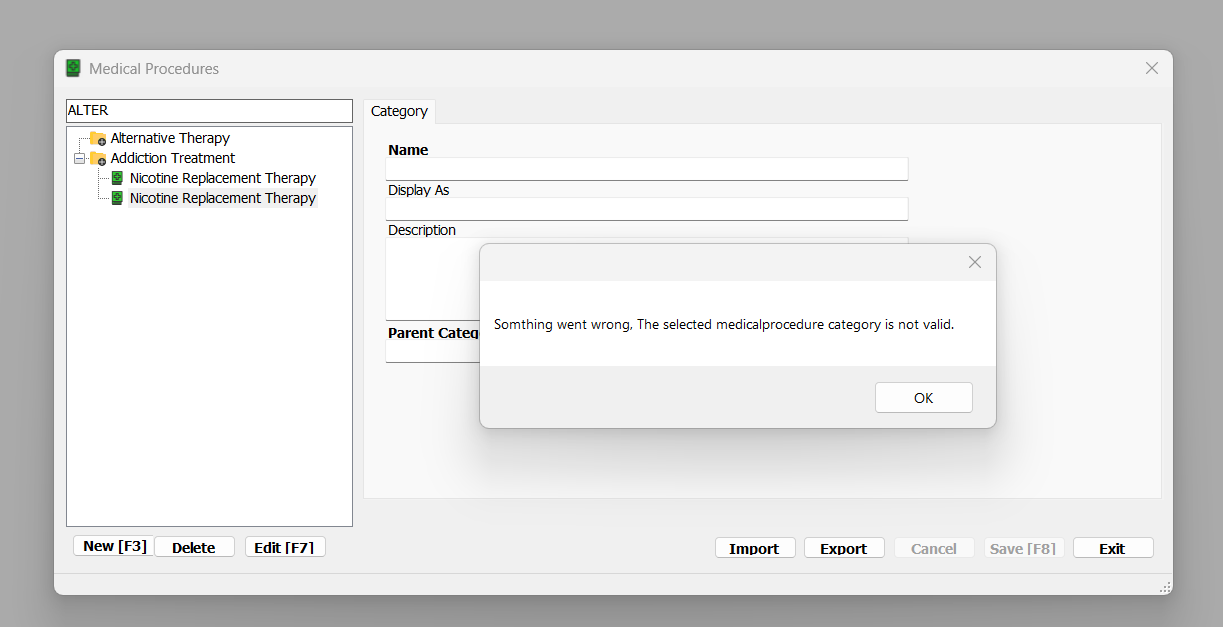 Medical Procedures
ALTER
Alternative Therapy
Addiction Treatment
Nicotine Replacement Therapy
Nicotine Replacement Therapy
Category
Name
Display As
Description
Parent Categ
Somthing went wrong, The selected medicalprocedure category is not valid.
OK
New [F3] Delete Edit [F7] Import Export Cancel Save [F8] Exit